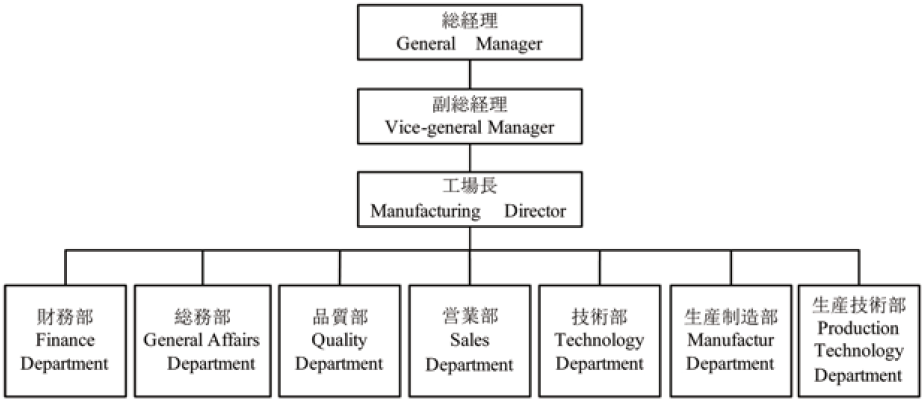 総経理
General Manager
副総経理
Vice-general Manager
工場長
Manufacturing Director
財務部
Finance
Department
総務部
General Affairs
Department
品質部
Quality
Department
営業部
Sales
Department
技術部
Technology
Department
生産制造部
Manufactur
Department
生産技術部
Production
Technology
Department